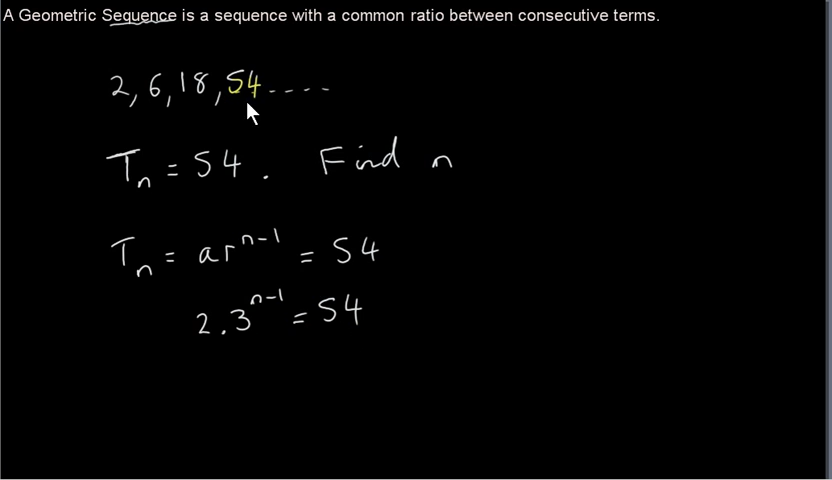 A Geometric Sequence is a sequence with a common ratio between consecutive terms.
2, 6, 18, 54 ....
Tn = 54 . Find n
Tn = ar^n-1 = 54
2.3^n-1 = 54